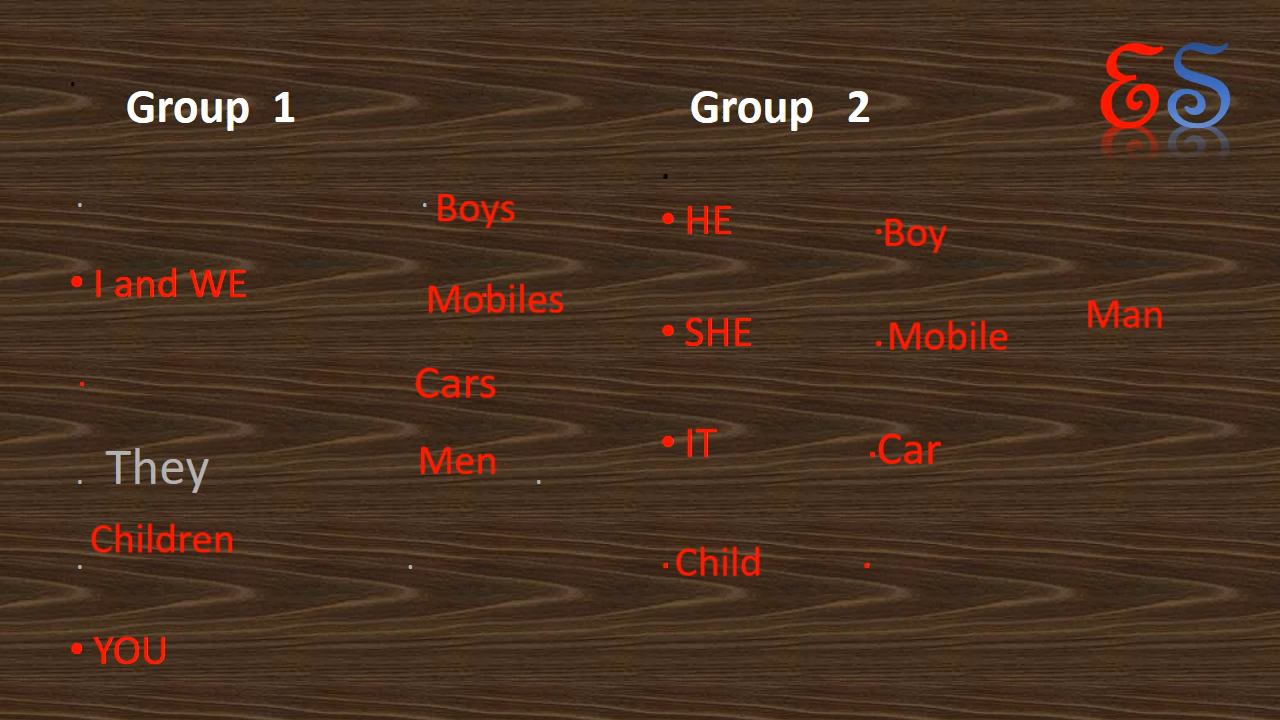 Group 1
I and WE
They
Children
• YOU
Boys
Mobiles
Cars
Men
Group 2
• HE
• SHE
• IT
Child
Boy
Mobile
Car
Man
ES